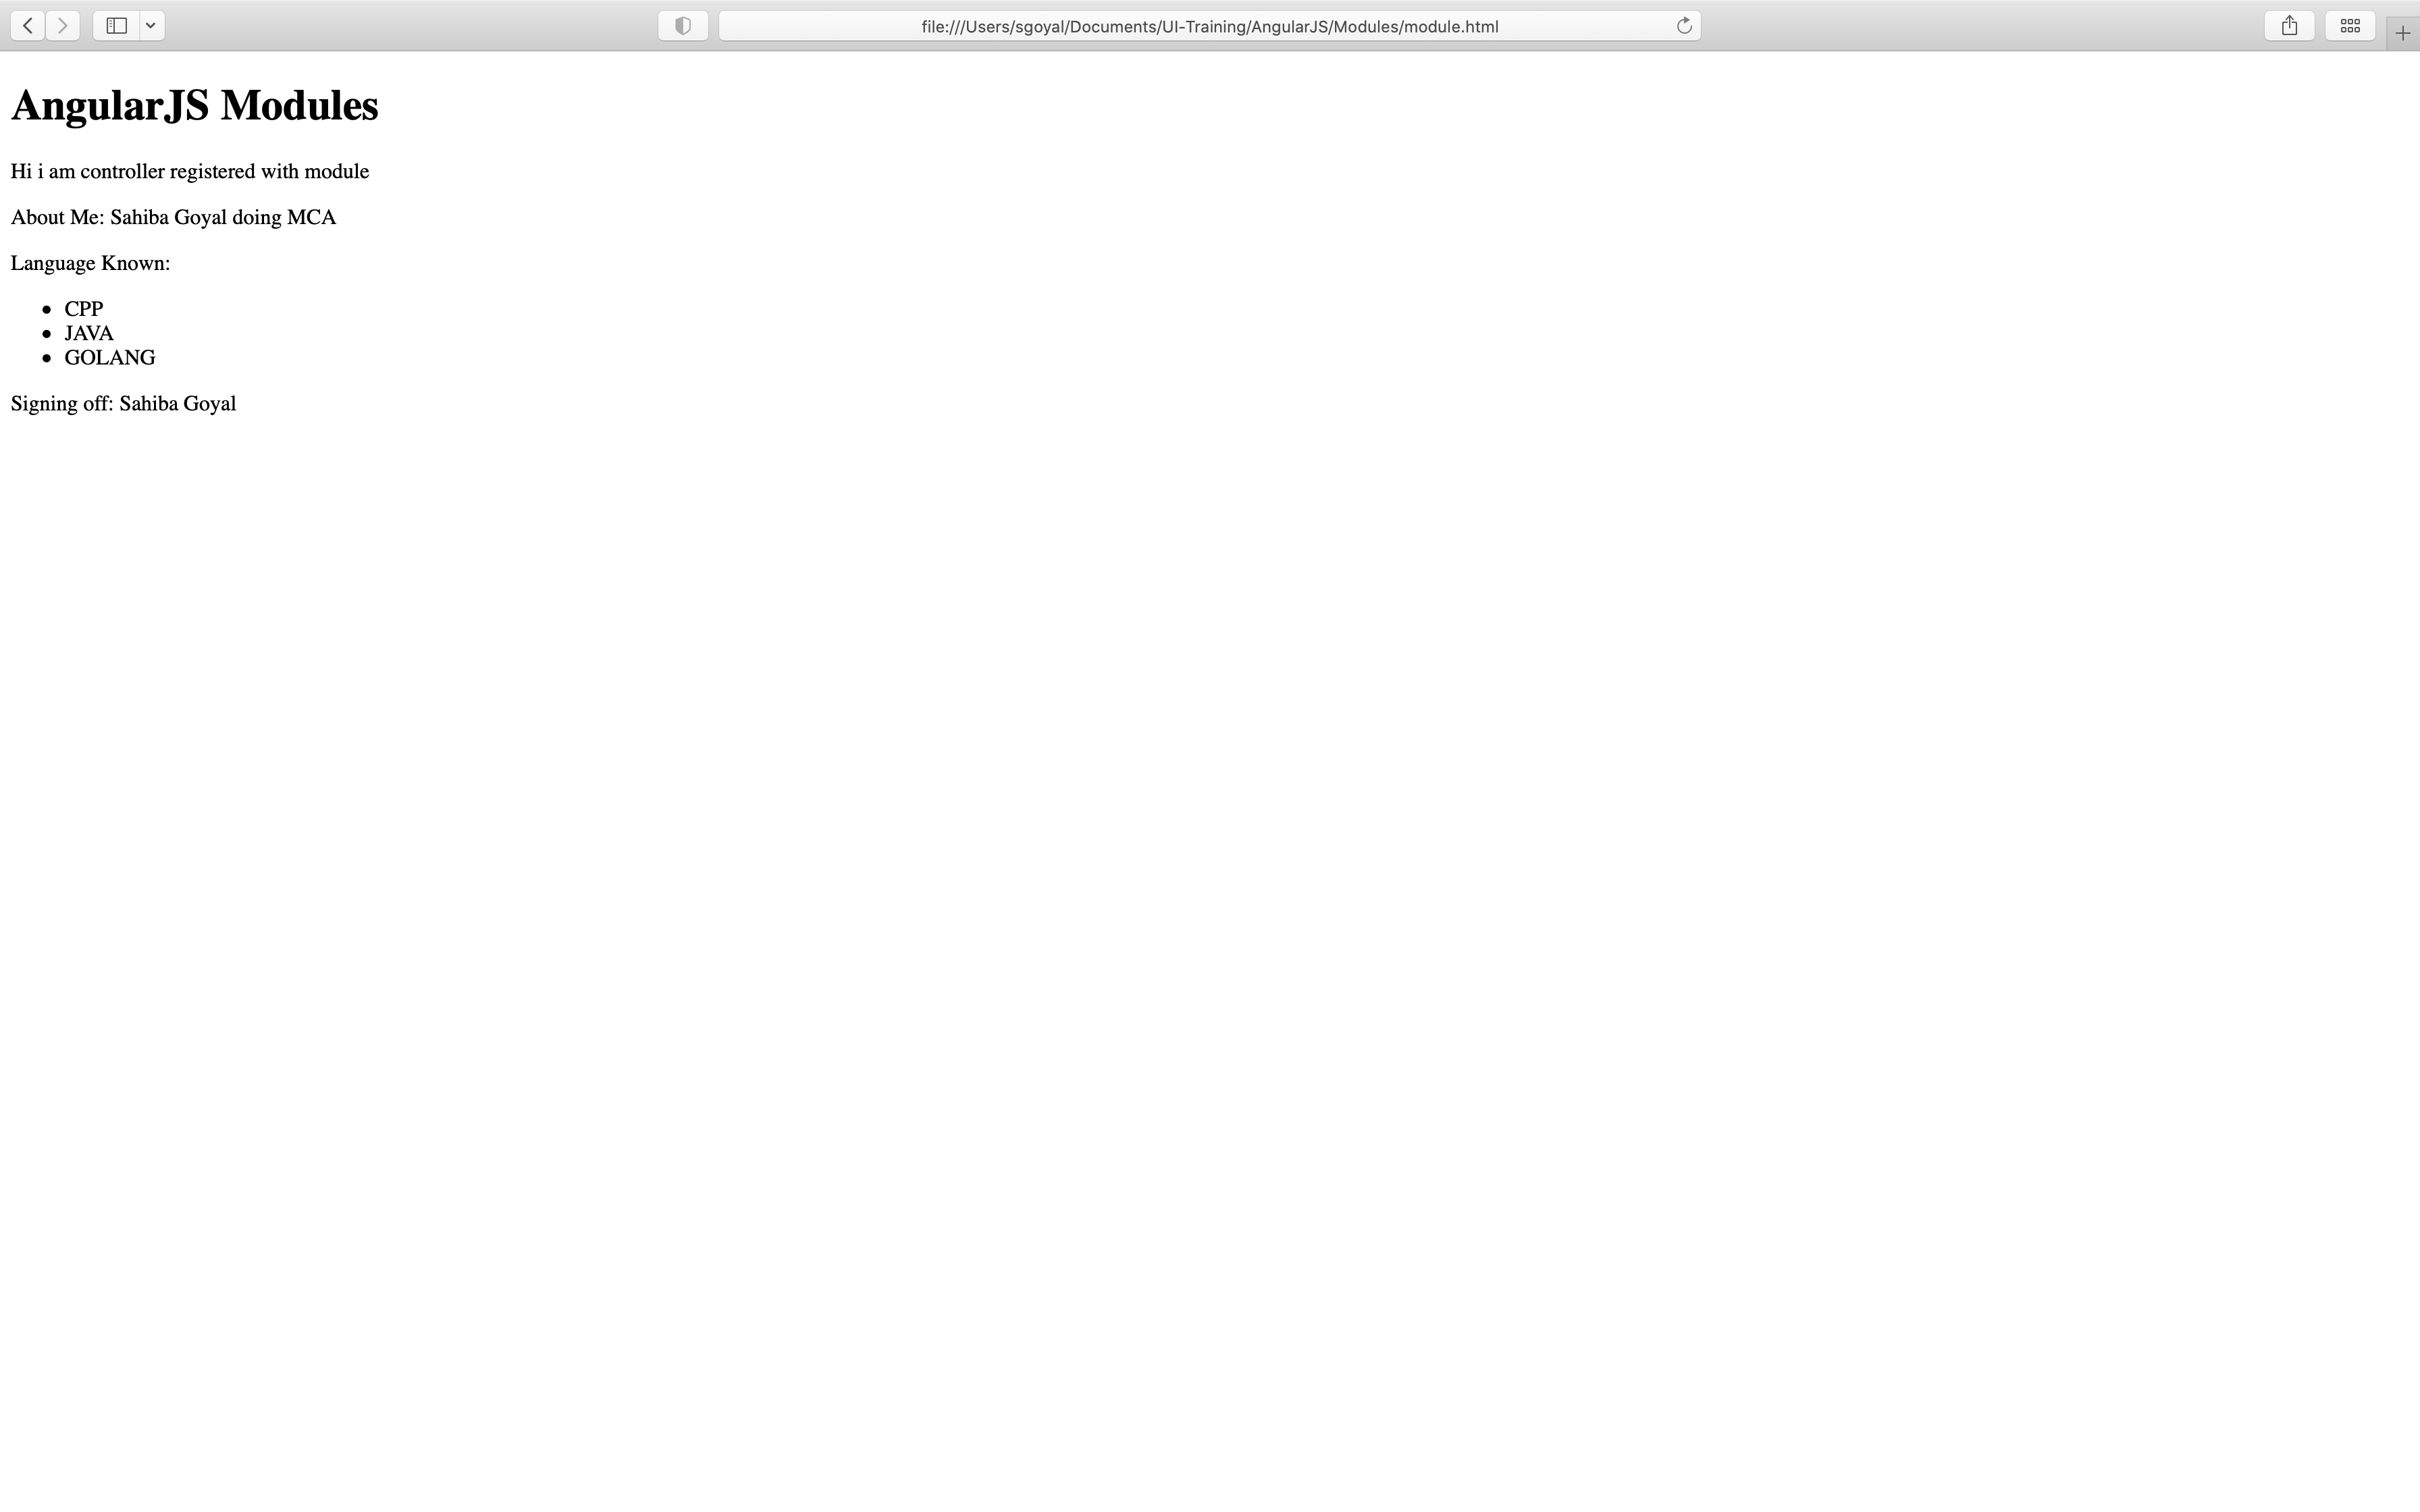 file:///Users/sgoyal/Documents/UI-Training/AngularJS/Modules/module.html
AngularJS Modules
Hi i am controller registered with module
About Me: Sahiba Goyal doing MCA
Language Known:
CPP
JAVA
GOLANG
Signing off: Sahiba Goyal